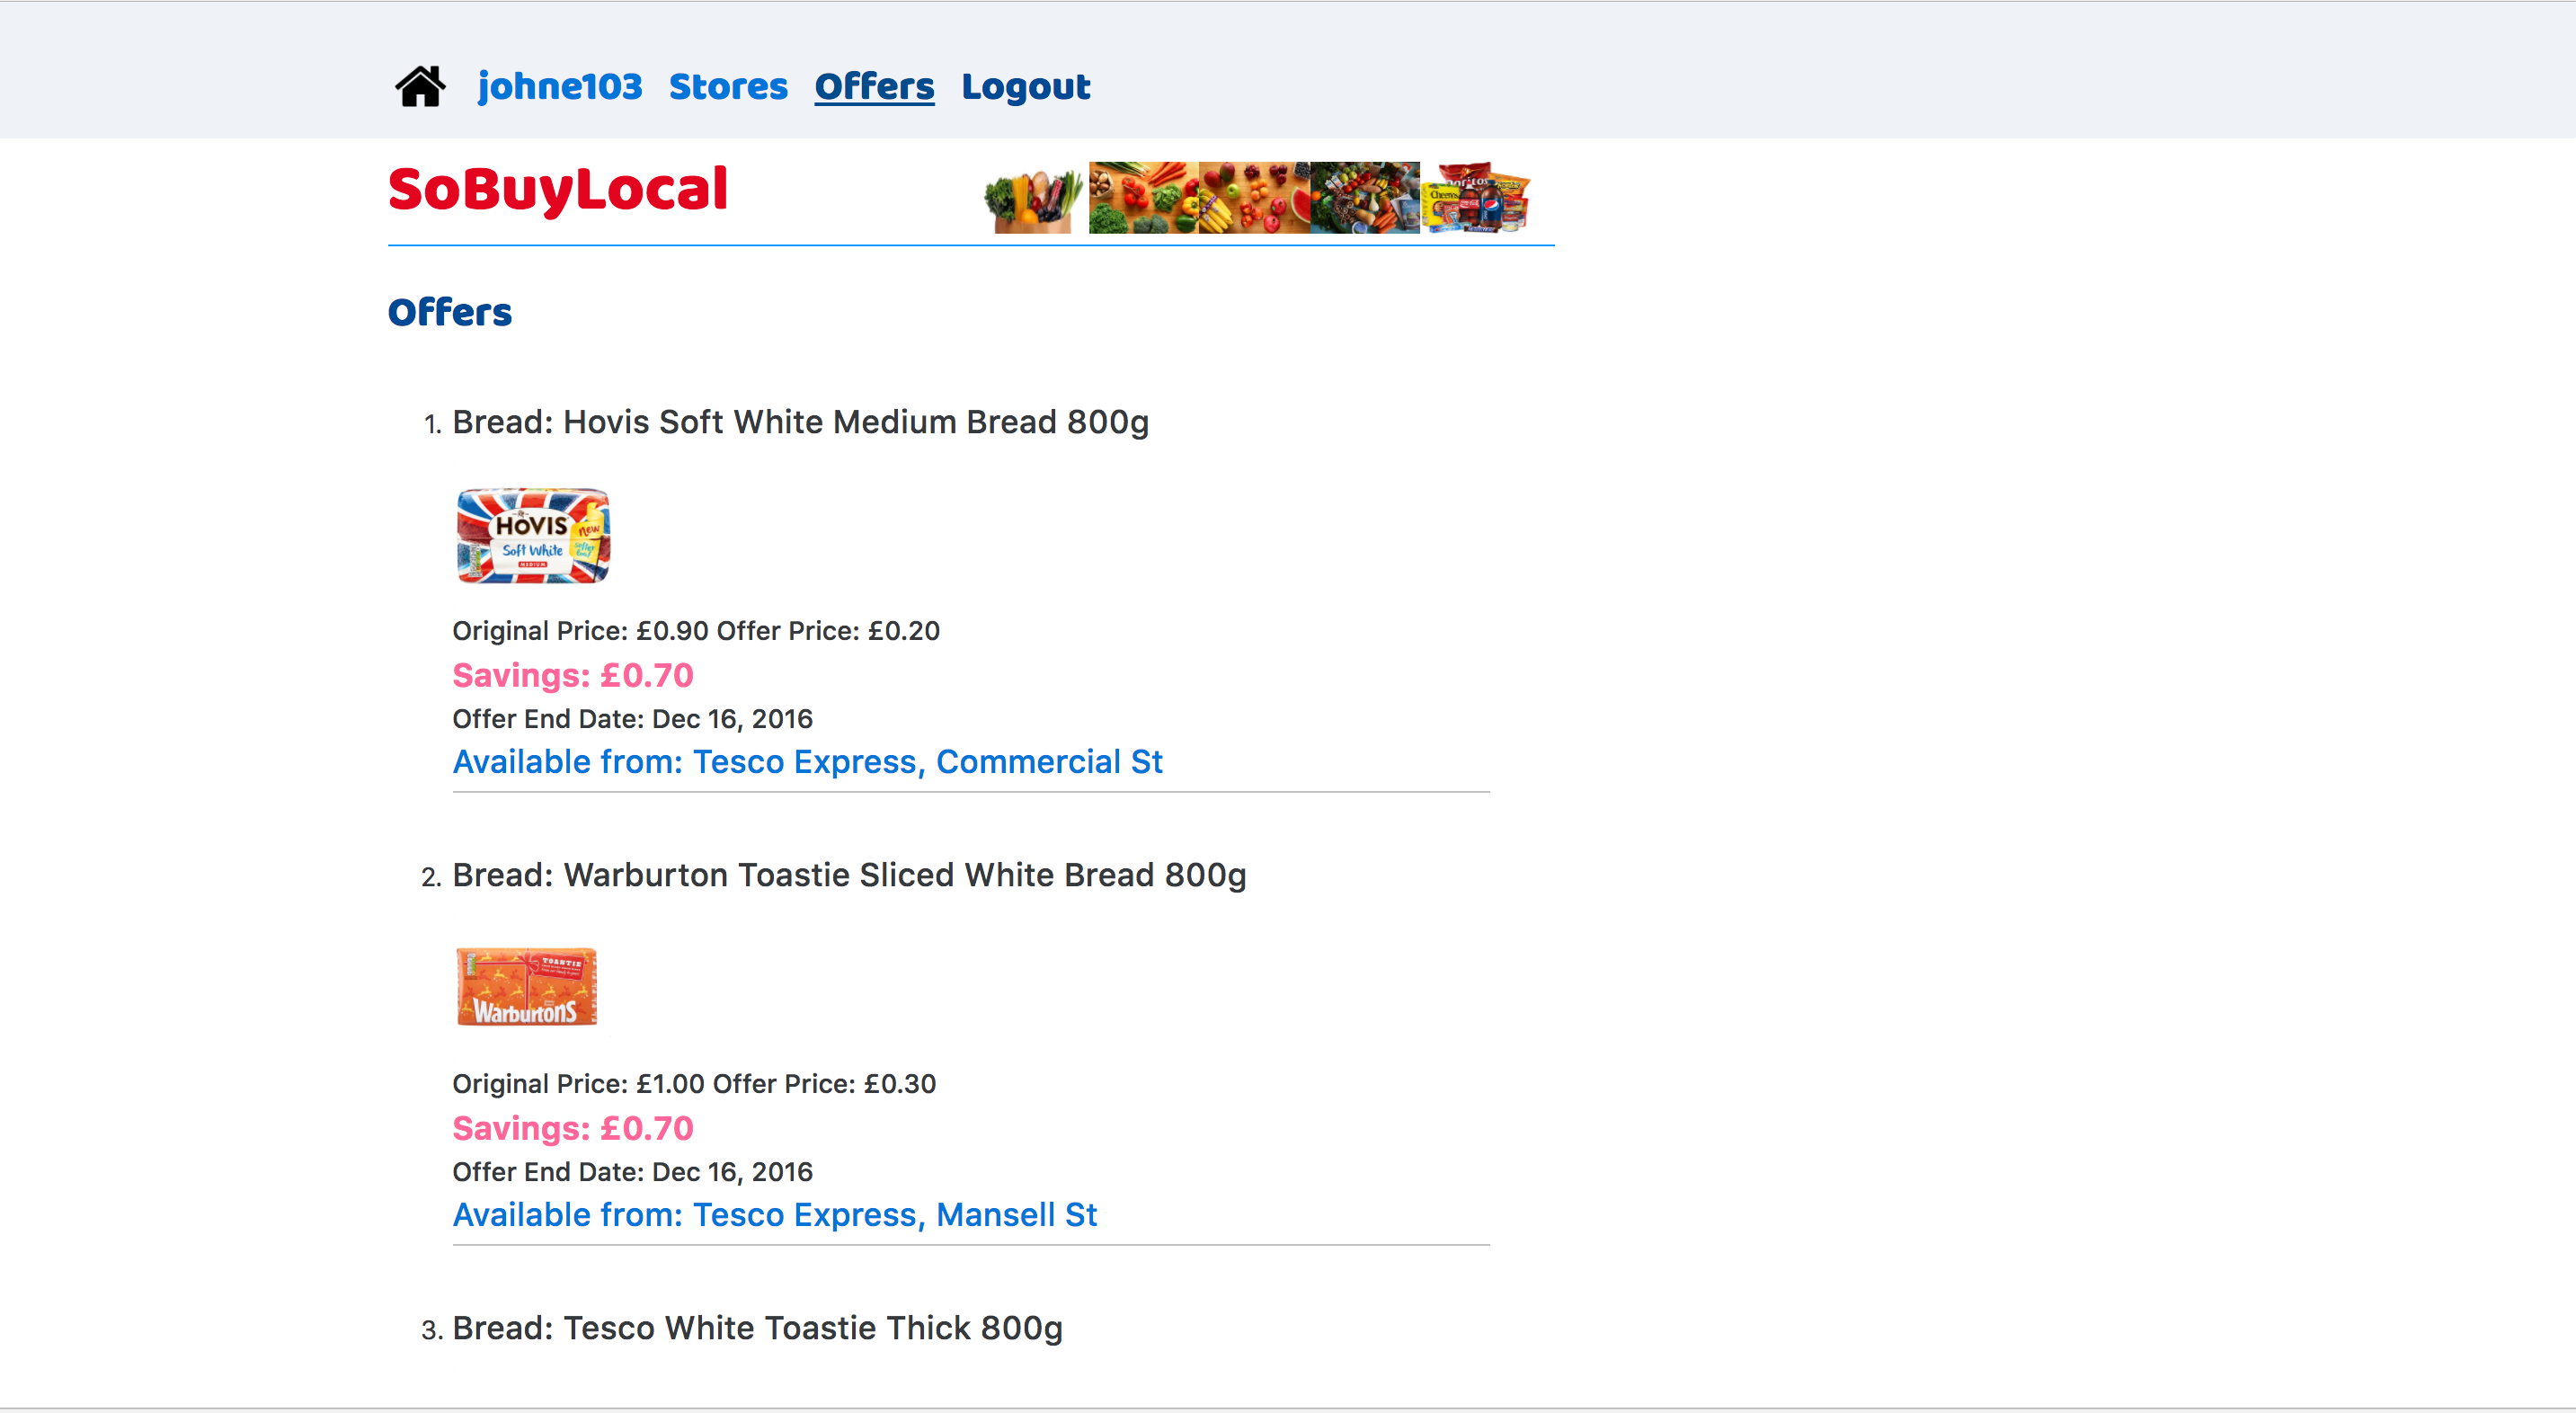 johne103 Stores Offers Logout
SoBuyLocal
Doritos
Cheetos
Offers
1. Bread: Hovis Soft White Medium Bread 800g
HOVIS
new
Soft White
MEDIUM
Original Price: £0.90 Offer Price: £0.20
Savings: £0.70
Offer End Date: Dec 16, 2016
Available from: Tesco Express, Commercial St
2. Bread: Warburton Toastie Sliced White Bread 800g
TOASTIE
Warburtons
Original Price: £1.00 Offer Price: £0.30
Savings: £0.70
Offer End Date: Dec 16, 2016
Available from: Tesco Express, Mansell St
3. Bread: Tesco White Toastie Thick 800g